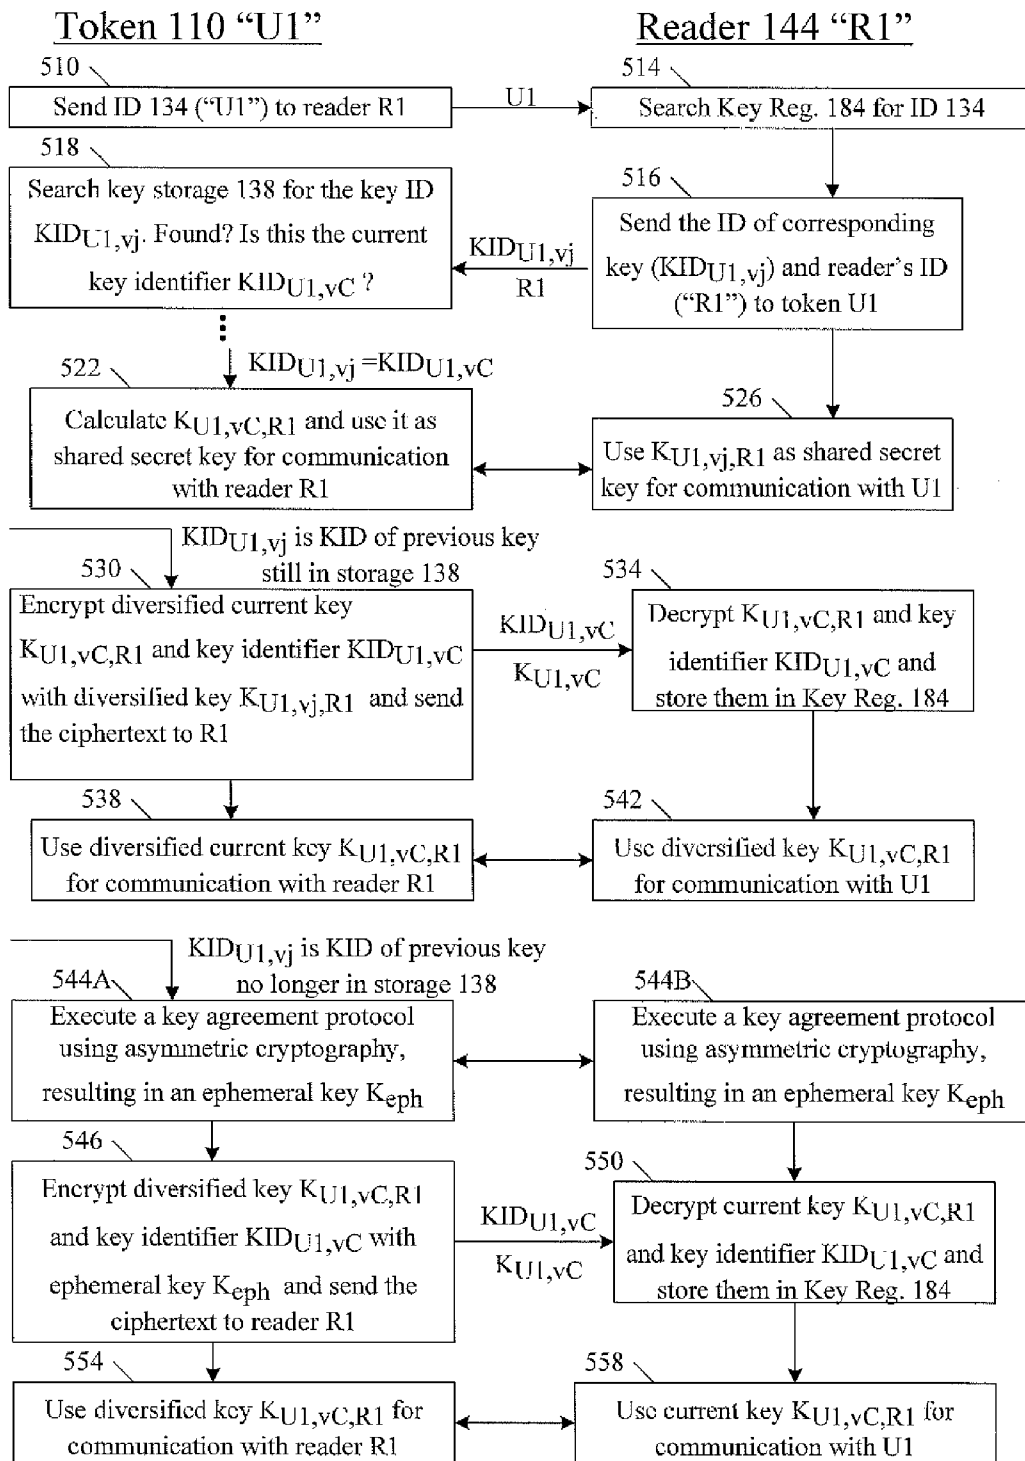 Token 110 "U1"
Reader 144 "R1"
510
Send ID 134 ("U1") to reader R1
U1
514
Search Key Reg. 184 for ID 134
518
Search key storage 138 for the key ID
KIDU1,vj. Found? Is this the current
key identifier KIDU1,vC ?
KIDU1,vj
R1
516
Send the ID of corresponding
key (KIDU1,vj) and reader's ID
("R1") to token U1
KIDU1,vj =KIDU1,vC
522
Calculate KU1,vC,R1 and use it as
shared secret key for communication
with reader R1
526
Use KU1,vj,R1 as shared secret
key for communication with U1
KIDU1,vj is KID of previous key
still in storage 138
530
Encrypt diversified current key
KU1,vC,R1 and key identifier KIDU1,vC
with diversified key KU1,vj,R1 and send
the ciphertext to R1
KIDU1,vC
KU1,vC
534
Decrypt KU1,vC,R1 and key
identifier KIDU1,vC and
store them in Key Reg. 184
538
Use diversified current key KU1,vC,R1
for communication with reader R1
542
Use diversified key KU1,vC,R1
for communication with U1
KIDU1,vj is KID of previous key
no longer in storage 138
544A
Execute a key agreement protocol
using asymmetric cryptography,
resulting in an ephemeral key Keph
544B
Execute a key agreement protocol
using asymmetric cryptography,
resulting in an ephemeral key Keph
546
Encrypt diversified key KU1,vC,R1
and key identifier KIDU1,vC with
ephemeral key Keph and send the
ciphertext to reader R1
KIDU1,vC
KU1,vC
550
Decrypt current key KU1,vC,R1
and key identifier KIDU1,vC and
store them in Key Reg. 184
554
Use diversified key KU1,vC,R1 for
communication with reader R1
558
Use current key KU1,vC,R1 for
communication with U1